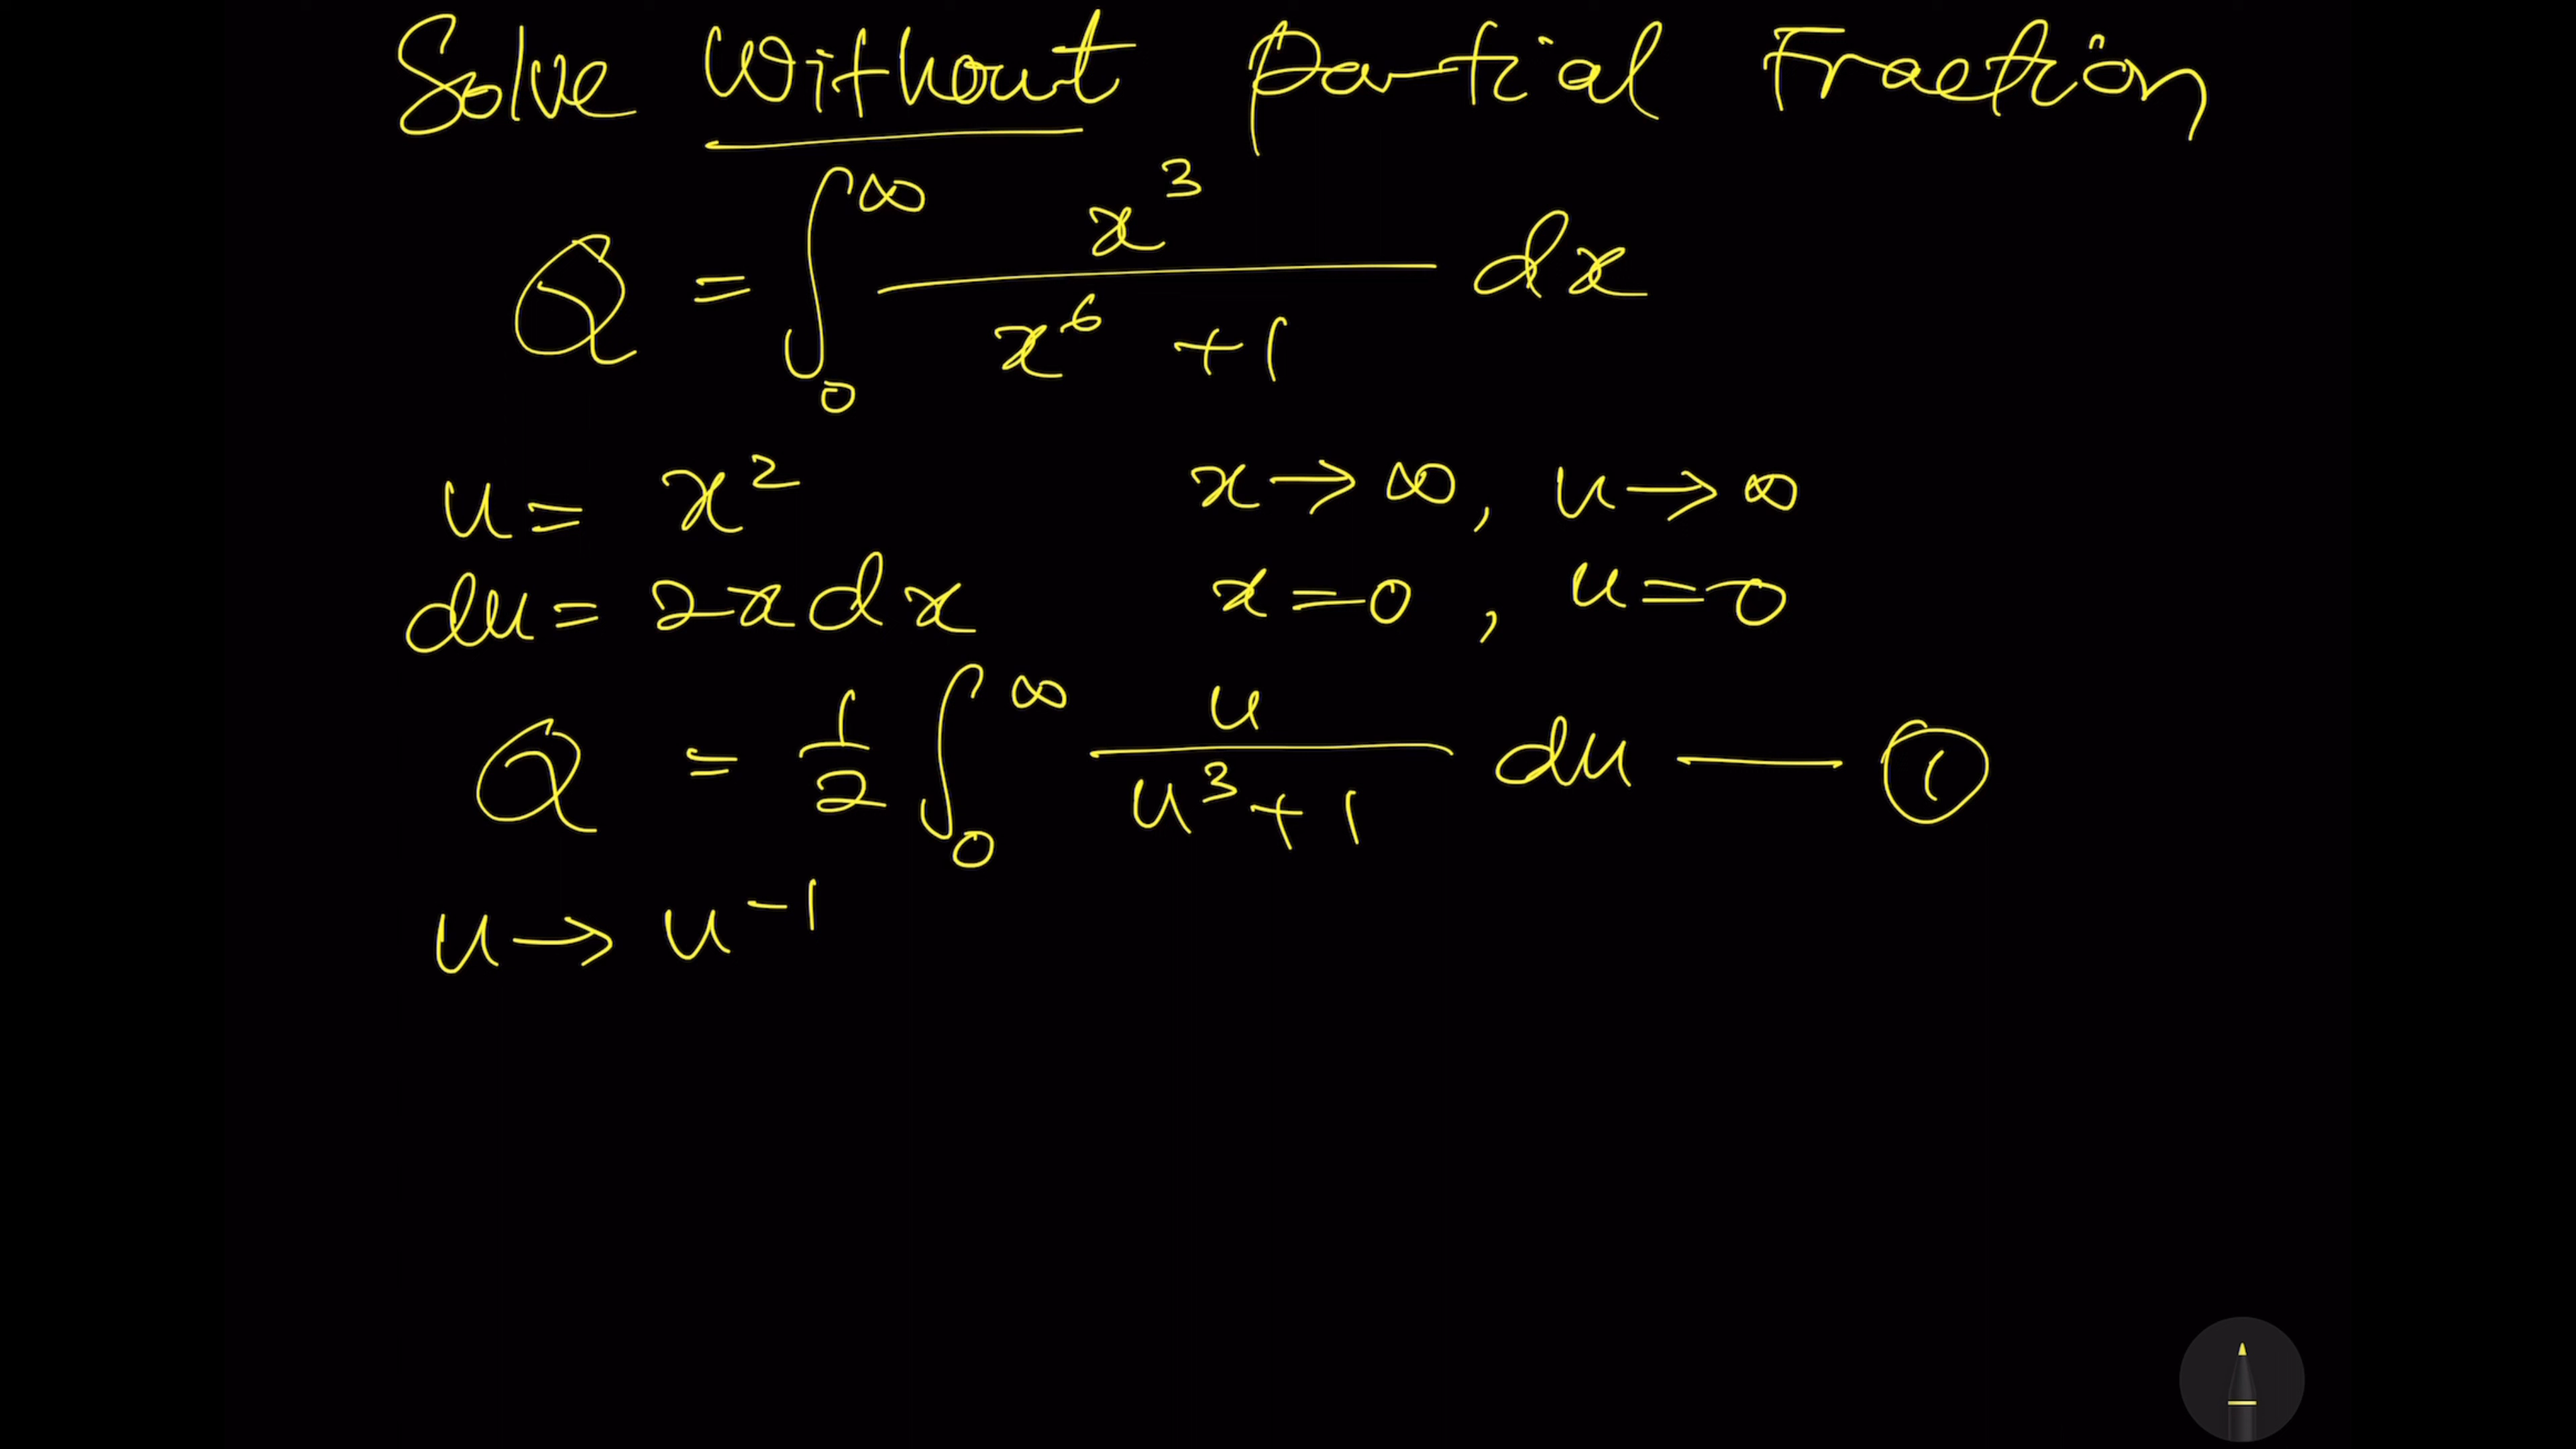 Solve Without Partial Fraction
Q = ∫₀^∞ x³/(x⁶ + 1) dx
u = x² x → ∞, u → ∞
du = 2x dx x = 0, u = 0
Q = 1/2 ∫₀^∞ u/(u³ + 1) du — ①
u → u⁻¹